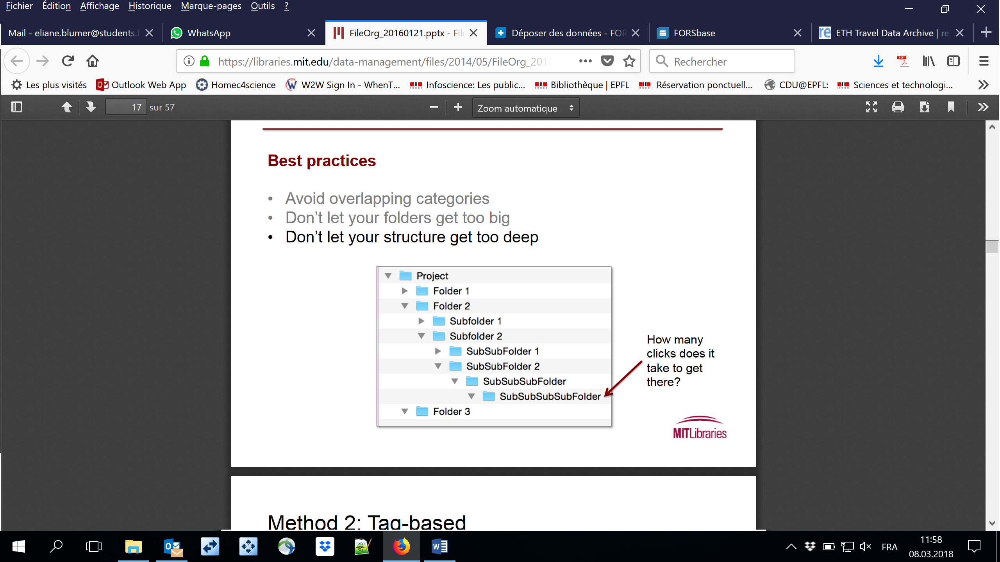 Fichier Édition Affichage Historique Marque-pages Outils ?
Mail - eliane.blumer@students.f WhatsApp FileOrg_20160121.pptx - File Déposer des données - FOR FORSbase ETH Travel Data Archive | re
https://libraries.mit.edu/data-management/files/2014/05/FileOrg_201 Rechercher
Les plus visités Outlook Web App Homec4science W2W Sign In - WhenT... Infoscience: Les public... Bibliothèque | EPFL Réservation ponctuell... CDU@EPFL: Sciences et technologi...
17 sur 57 Zoom automatique
Best practices
• Avoid overlapping categories
• Don’t let your folders get too big
• Don’t let your structure get too deep
Project
Folder 1
Folder 2
Subfolder 1
Subfolder 2
SubSubFolder 1
SubSubFolder 2
SubSubSubFolder
SubSubSubSubFolder
Folder 3
How many
clicks does it
take to get
there?
MITLibraries
Method 2: Tag-based
FRA
11:58
08.03.2018